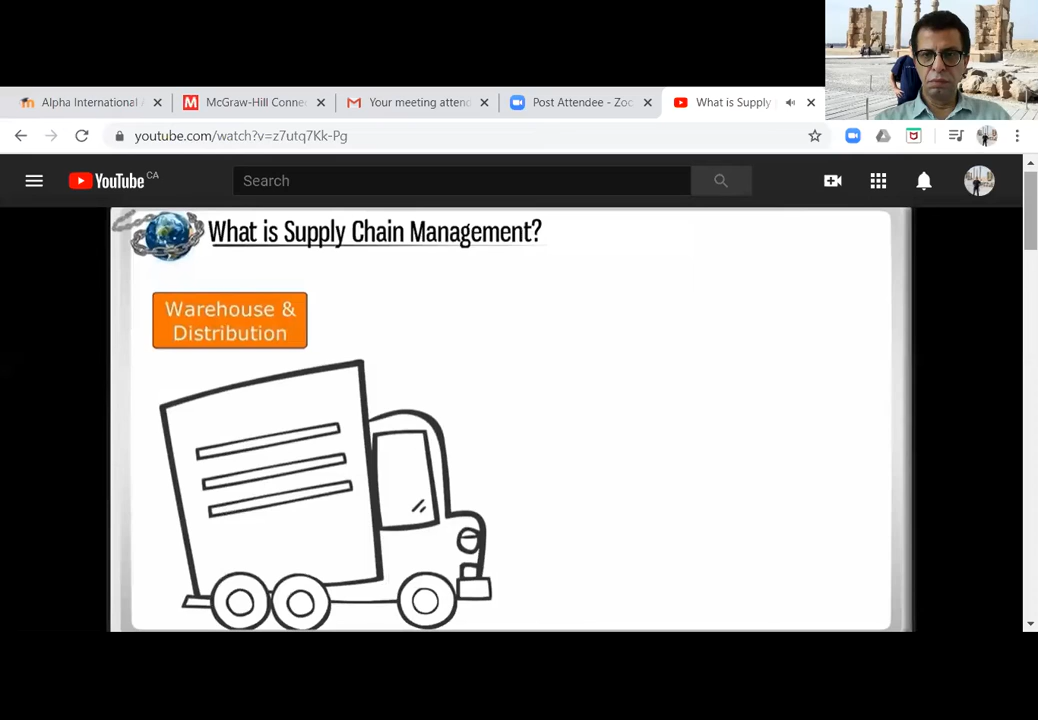 Alpha International A
McGraw-Hill Conne
Your meeting attend
Post Attendee - Zoo
What is Supply
youtube.com/watch?v=z7utq7Kk-Pg
YouTube CA
Search
What is Supply Chain Management?
Warehouse &
Distribution